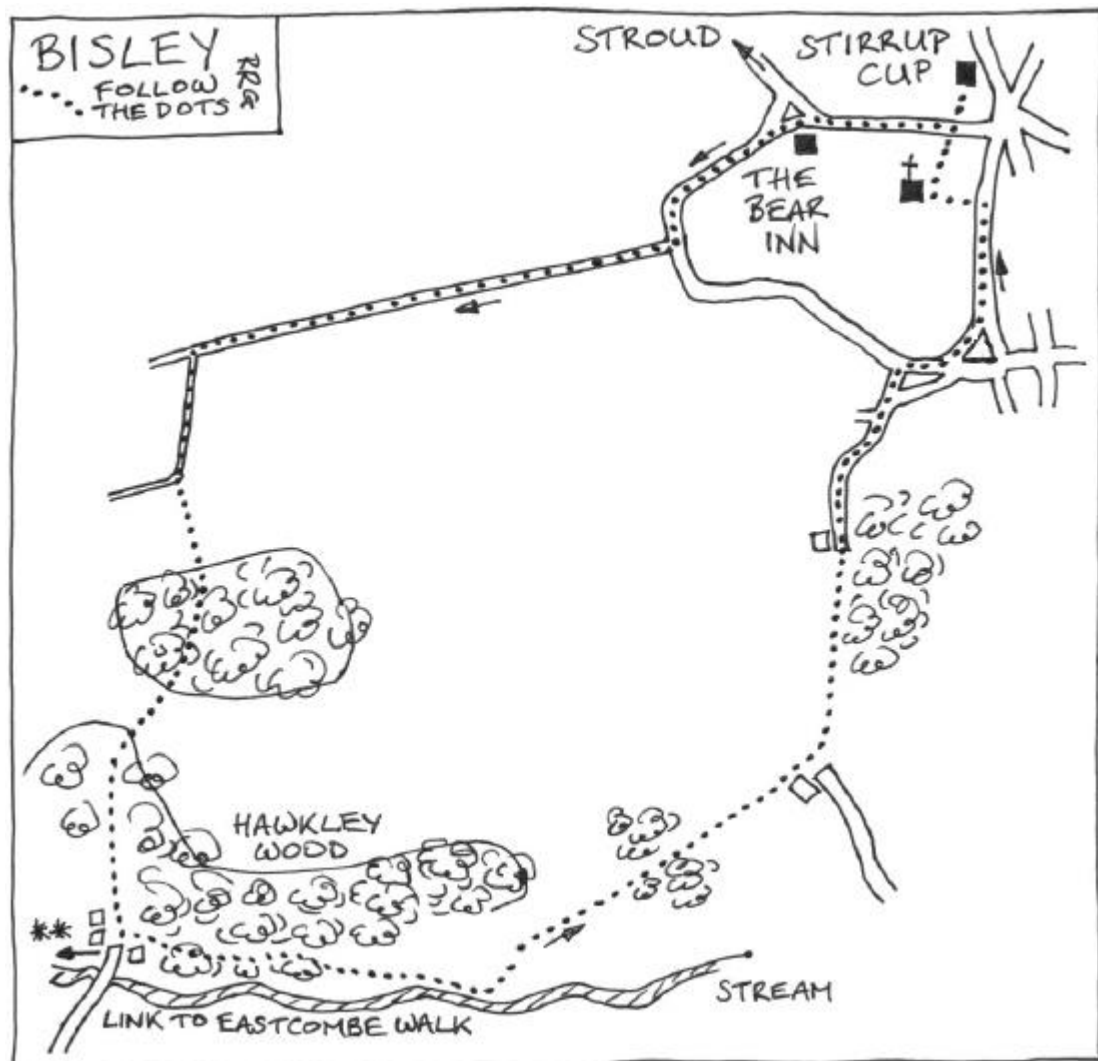 BISLEY
FOLLOW
THE DOTS
RRG
STROUD
STIRRUP
CUP
THE
BEAR
INN
HAWKLEY
WOOD
**
STREAM
LINK TO EASTCOMBE WALK